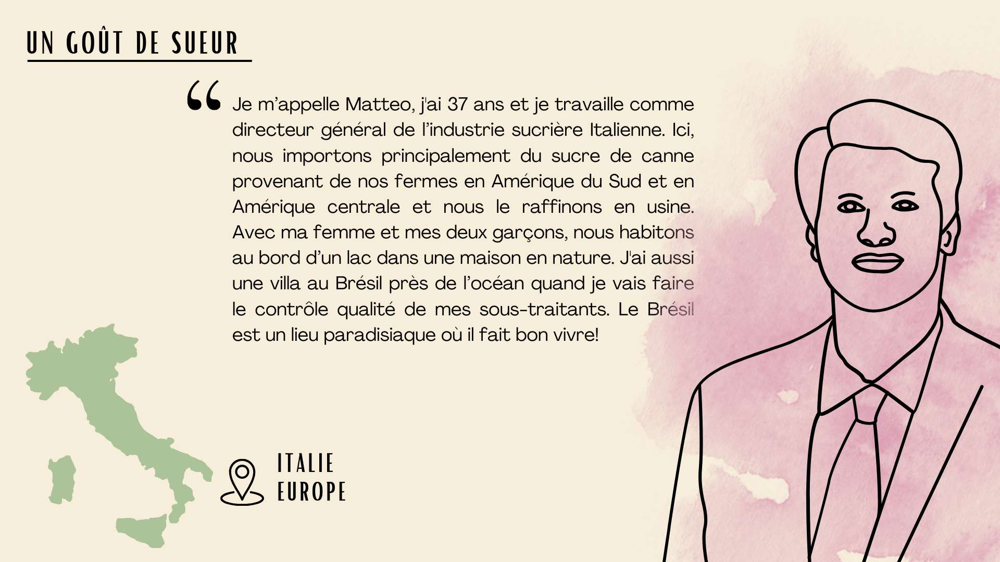 UN GOÛT DE SUEUR
“ Je m’appelle Matteo, j'ai 37 ans et je travaille comme
directeur général de l’industrie sucrière Italienne. Ici,
nous importons principalement du sucre de canne
provenant de nos fermes en Amérique du Sud et en
Amérique centrale et nous le raffinons en usine.
Avec ma femme et mes deux garçons, nous habitons
au bord d’un lac dans une maison en nature. J'ai aussi
une villa au Brésil près de l’océan quand je vais faire
le contrôle qualité de mes sous-traitants. Le Brésil
est un lieu paradisiaque où il fait bon vivre!
ITALIE
EUROPE